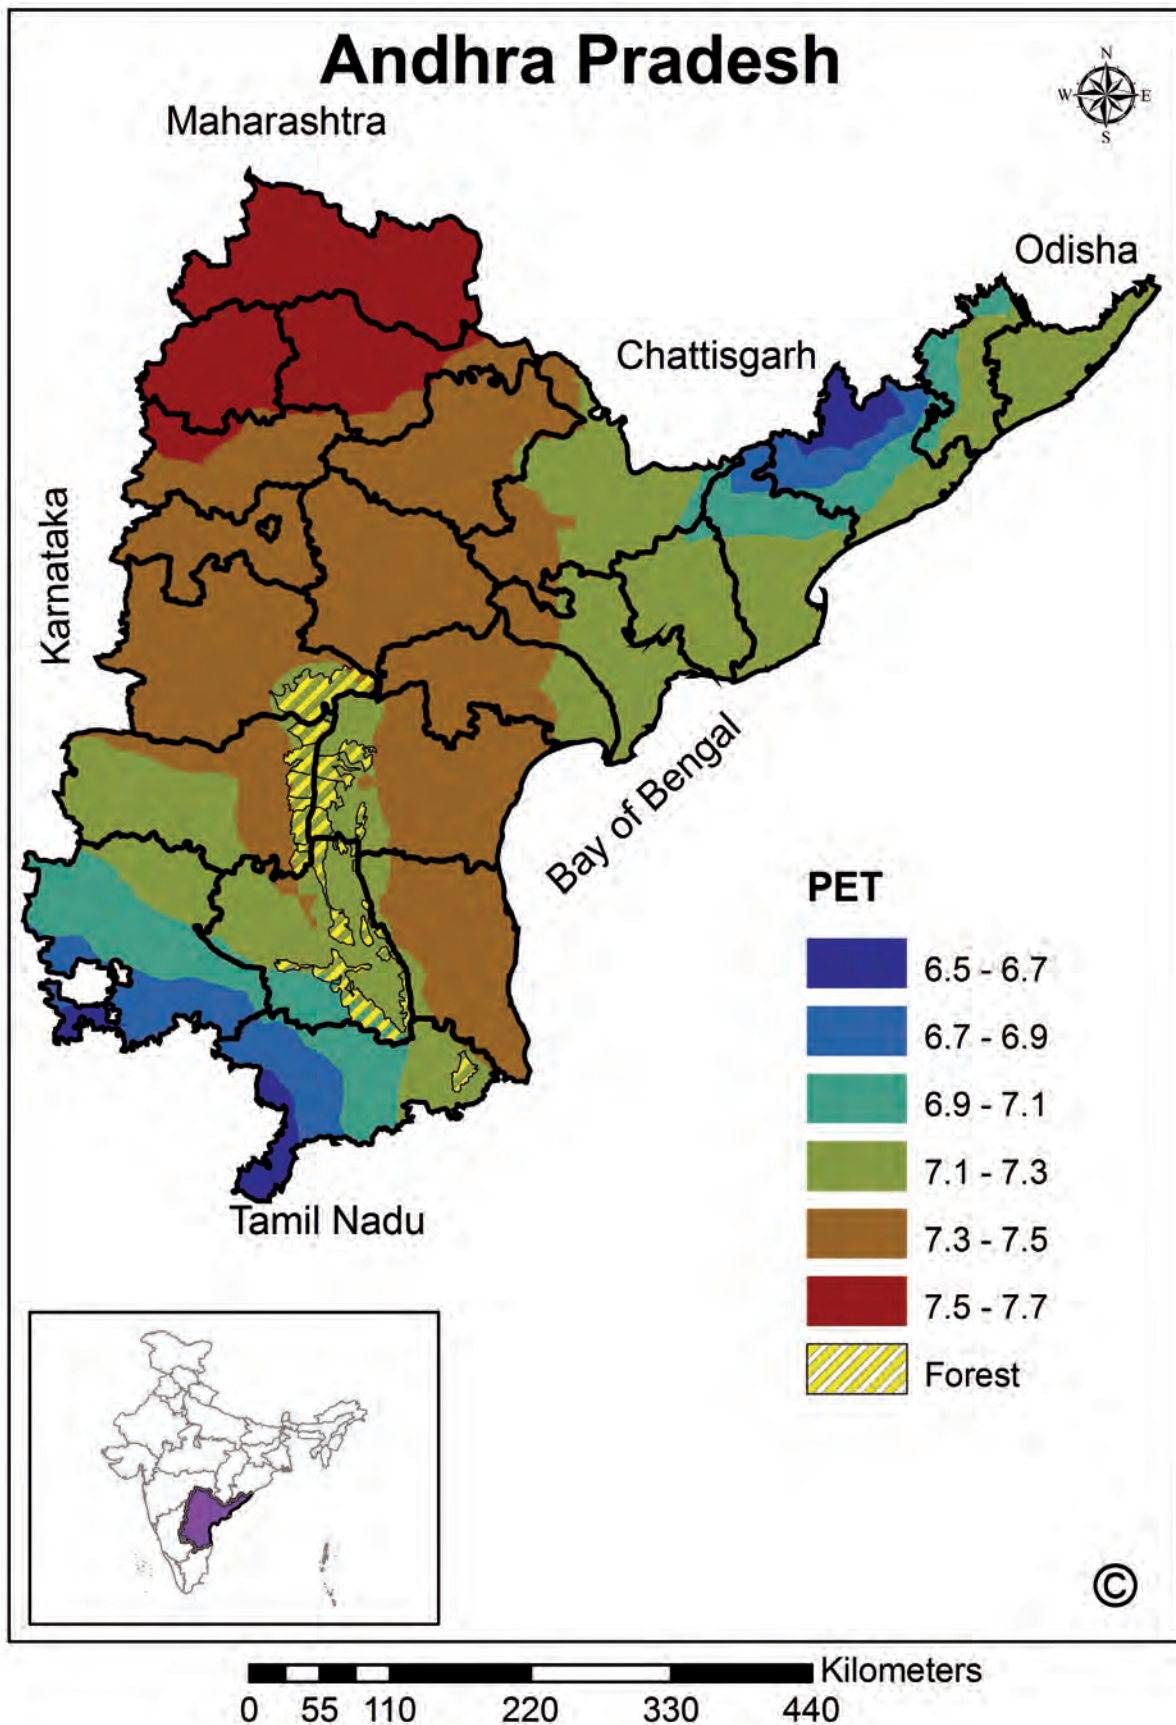 Andhra Pradesh
N
W E
S
Maharashtra
Odisha
Chattisgarh
Karnataka
Bay of Bengal
Tamil Nadu
PET
6.5 - 6.7
6.7 - 6.9
6.9 - 7.1
7.1 - 7.3
7.3 - 7.5
7.5 - 7.7
Forest
©
Kilometers
0 55 110 220 330 440